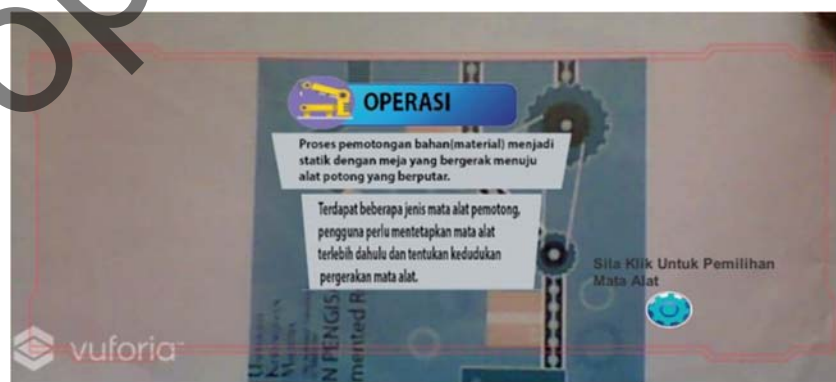 OPERASI
Proses pemotongan bahan(material) menjadi
statik dengan meja yang bergerak menuju
alat potong yang berputar.
Terdapat beberapa jenis mata alat pemotong,
pengguna perlu mentetapkan mata alat
terlebih dahulu dan tentukan kedudukan
pergerakan mata alat.
Sila Klik Untuk Pemilihan
Mata Alat
N PENGIS
mented R
vuforia